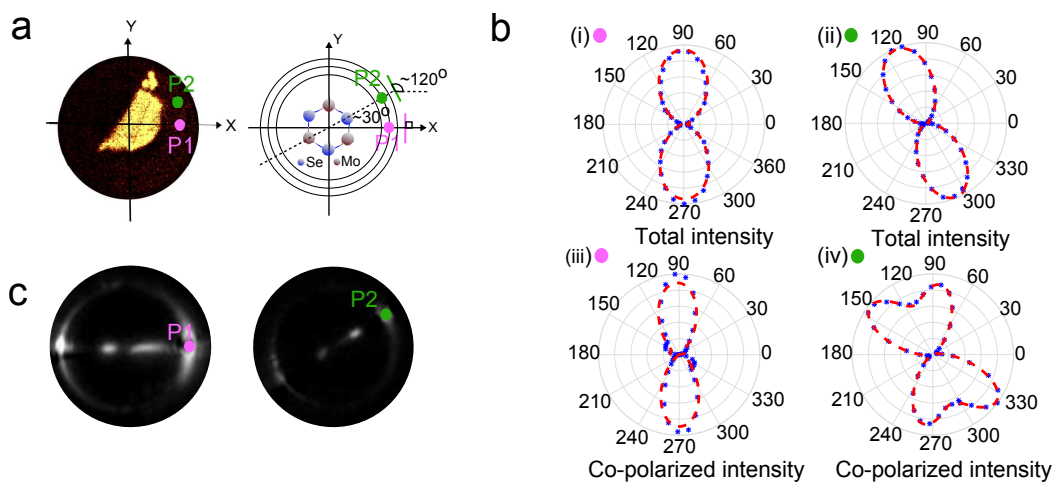 a
Y
X
P2
P1
Y
X
P2
~120°
~30°
P
Se
Mo
b
(i)
90
120
60
150
30
180
0
210
360
240
300
270
Total intensity
(ii)
90
120
60
150
30
180
0
210
330
240
300
270
Total intensity
(iii)
90
120
60
150
30
180
0
210
330
240
300
270
Co-polarized intensity
(iv)
90
120
60
150
30
180
0
210
330
240
300
270
Co-polarized intensity
c
P1
P2